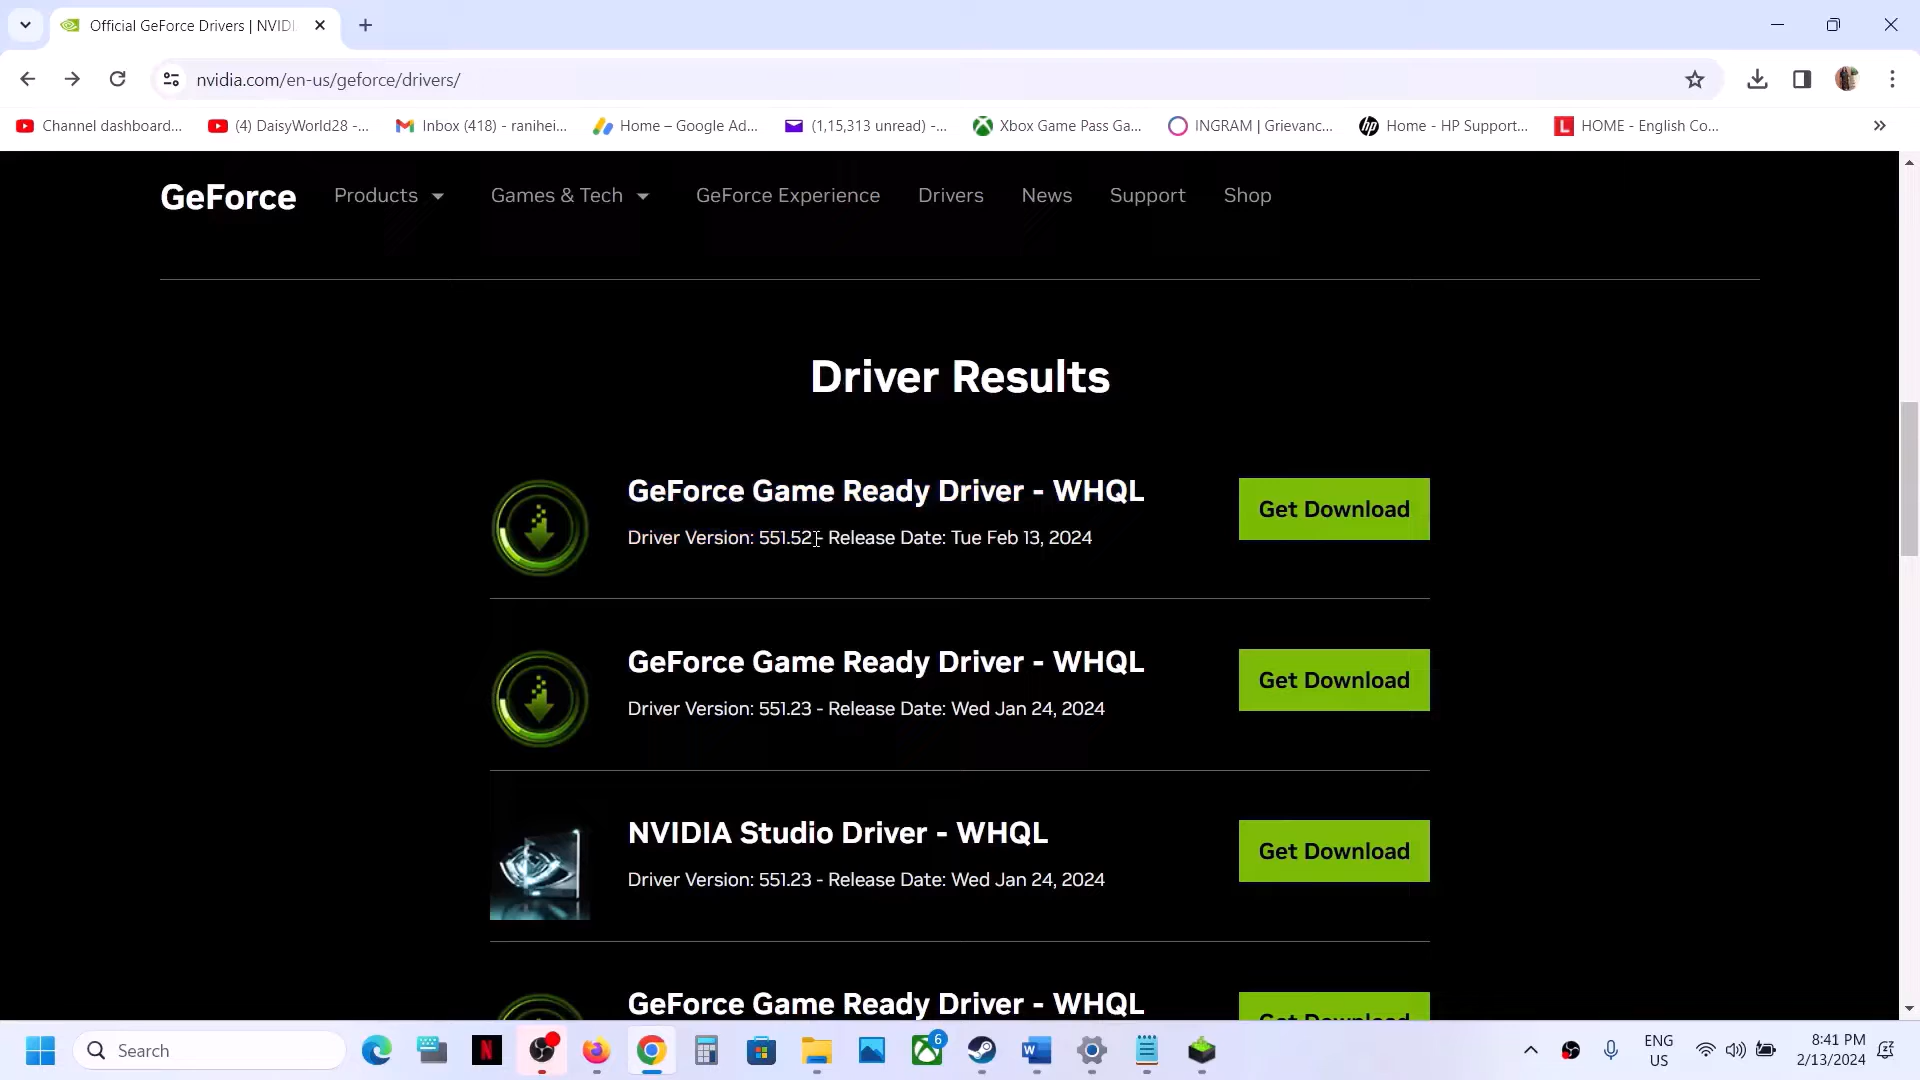 Official GeForce Drivers | NVIDI
nvidia.com/en-us/geforce/drivers/
Channel dashboard...
(4) DaisyWorld28 -...
Inbox (418) - ranihei...
Home – Google Ad...
(1,15,313 unread) -...
Xbox Game Pass Ga...
INGRAM | Grievanc...
hp
Home - HP Support...
L
HOME - English Co...
GeForce
Products
Games & Tech
GeForce Experience
Drivers
News
Support
Shop
Driver Results
GeForce Game Ready Driver - WHQL
Driver Version: 551.52 - Release Date: Tue Feb 13, 2024
Get Download
GeForce Game Ready Driver - WHQL
Driver Version: 551.23 - Release Date: Wed Jan 24, 2024
Get Download
NVIDIA Studio Driver - WHQL
Driver Version: 551.23 - Release Date: Wed Jan 24, 2024
Get Download
GeForce Game Ready Driver - WHQL
Get Download
Search
N
6
W
ENG
US
8:41 PM
2/13/2024